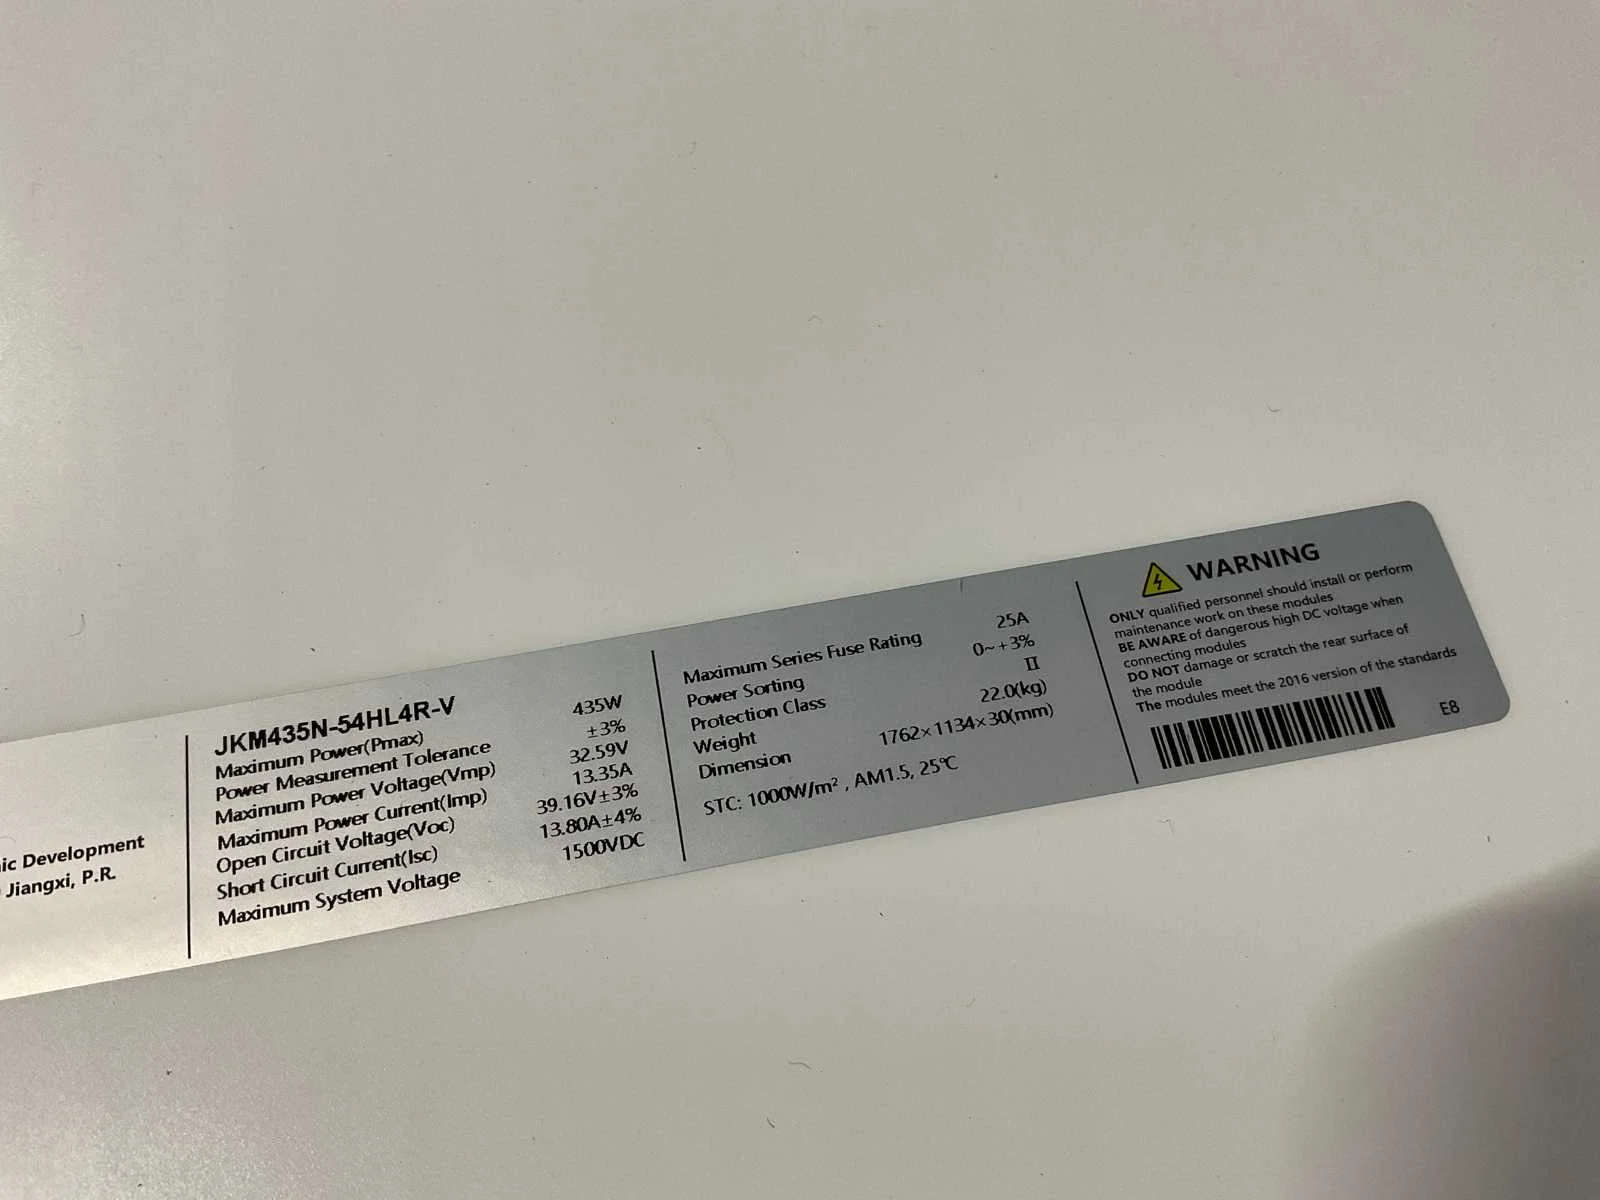 ic Development
Jiangxi, P.R.
JKM435N-54HL4R-V
Maximum Power(Pmax) 435W
Power Measurement Tolerance ±3%
Maximum Power Voltage(Vmp) 32.59V
Maximum Power Current(Imp) 13.35A
Open Circuit Voltage(Voc) 39.16V±3%
Short Circuit Current(Isc) 13.80A±4%
Maximum System Voltage 1500VDC
Maximum Series Fuse Rating 25A
Power Sorting 0~+3%
Protection Class II
Weight 22.0(kg)
Dimension 1762×1134×30(mm)
STC: 1000W/m², AM1.5, 25℃
WARNING
ONLY qualified personnel should install or perform
maintenance work on these modules
BE AWARE of dangerous high DC voltage when
connecting modules
DO NOT damage or scratch the rear surface of
the module
The modules meet the 2016 version of the standards
E8